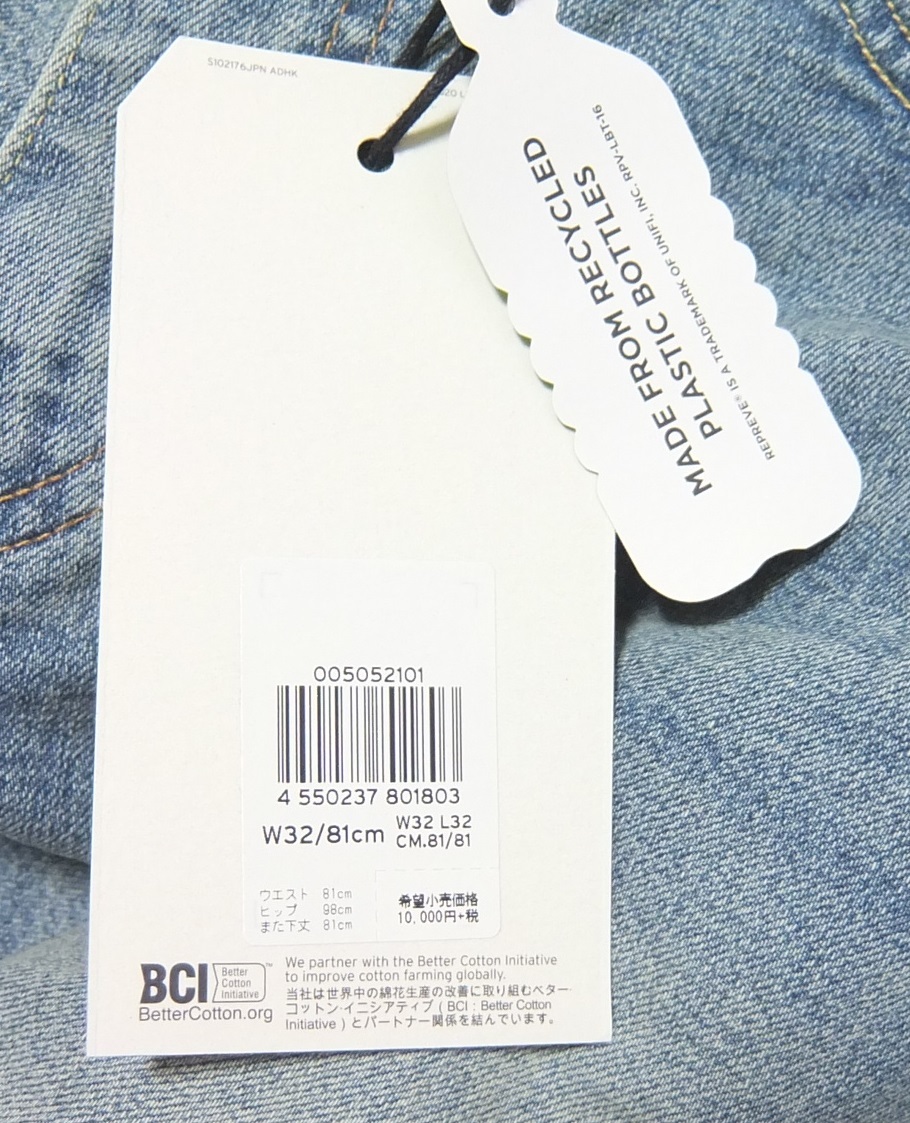 S102176JPN ADHK
MADE FROM RECYCLED
PLASTIC BOTTLES
REPREVE® IS A TRADEMARK OF UNIFI, INC. RPV-LBT-16
005052101
4 550237 801803
W32/81cm
W32 L32
CM.81/81
ウエスト 81cm
ヒップ 98cm
また下丈 81cm
希望小売価格
10,000円+税
BCI
Better
Cotton
Initiative
TM
BetterCotton.org
We partner with the Better Cotton Initiative
to improve cotton farming globally.
当社は世界中の綿花生産の改善に取り組むベター
コットン·イニシアティブ ( BCI : Better Cotton
Initiative ) とパートナー関係を結んでいます。